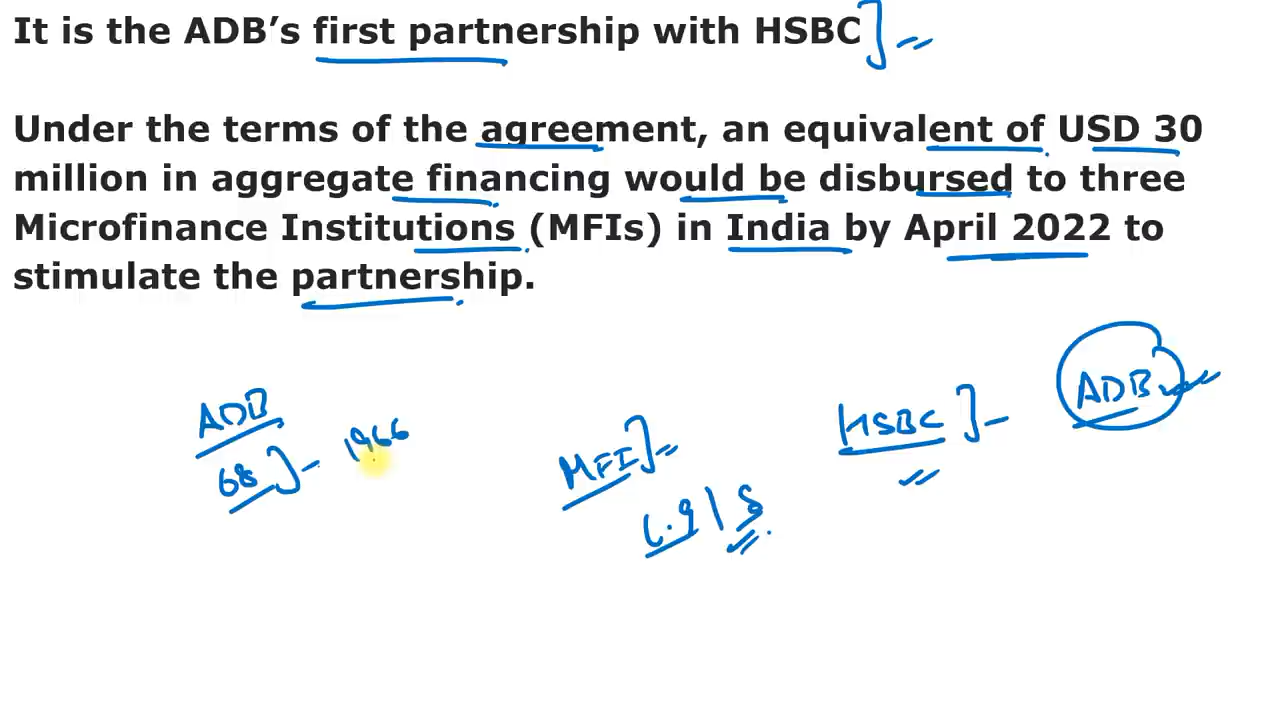 It is the ADB’s first partnership with HSBC
Under the terms of the agreement, an equivalent of USD 30
million in aggregate financing would be disbursed to three
Microfinance Institutions (MFIs) in India by April 2022 to
stimulate the partnership.
ADB
68
1966
MFI
HSBC
ADB